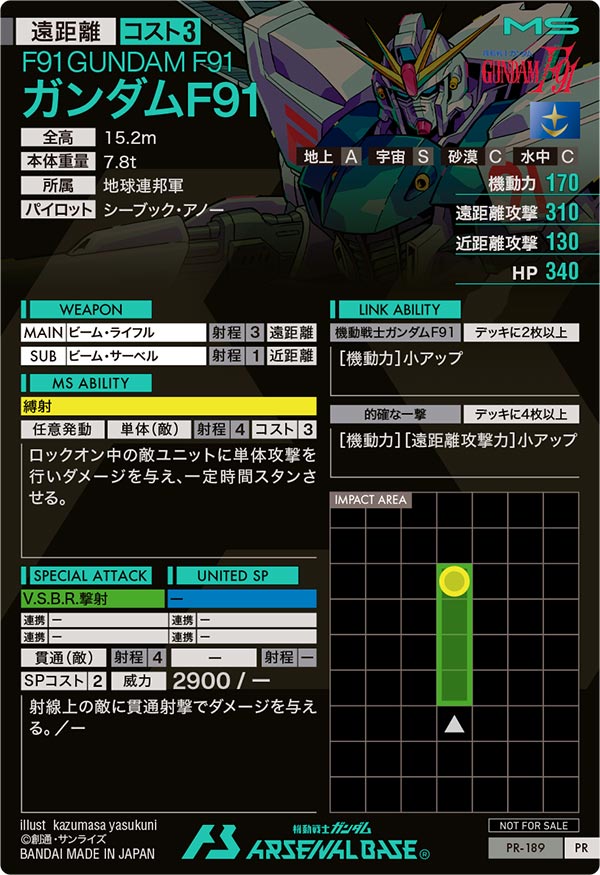 遠距離 コスト3
MS
F91 GUNDAM F91
ガンダムF91
機動戦士ガンダム
GUNDAM F91
全高 15.2m
本体重量 7.8t
所属 地球連邦軍
パイロット シーブック・アノー
地上 A 宇宙 S 砂漠 C 水中 C
機動力 170
遠距離攻撃 310
近距離攻撃 130
HP 340
WEAPON
MAIN ビーム・ライフル 射程 3 遠距離
SUB ビーム・サーベル 射程 1 近距離
MS ABILITY
縛射
任意発動 単体(敵) 射程 4 コスト 3
ロックオン中の敵ユニットに単体攻撃を
行いダメージを与え、一定時間スタンさ
せる。
LINK ABILITY
機動戦士ガンダムF91 デッキに2枚以上
[機動力]小アップ
的確な一撃 デッキに4枚以上
[機動力][遠距離攻撃力]小アップ
IMPACT AREA
SPECIAL ATTACK UNITED SP
V.S.B.R.撃射 ー
連携 ー 連携 ー
連携 ー 連携 ー
貫通(敵) 射程 4 ー 射程 ー
SPコスト 2 威力 2900 / ー
射線上の敵に貫通射撃でダメージを与え
る。/ー
illust kazumasa yasukuni
©創通・サンライズ
BANDAI MADE IN JAPAN
機動戦士ガンダム
AB ARSENAL BASE ®
NOT FOR SALE
PR-189 PR